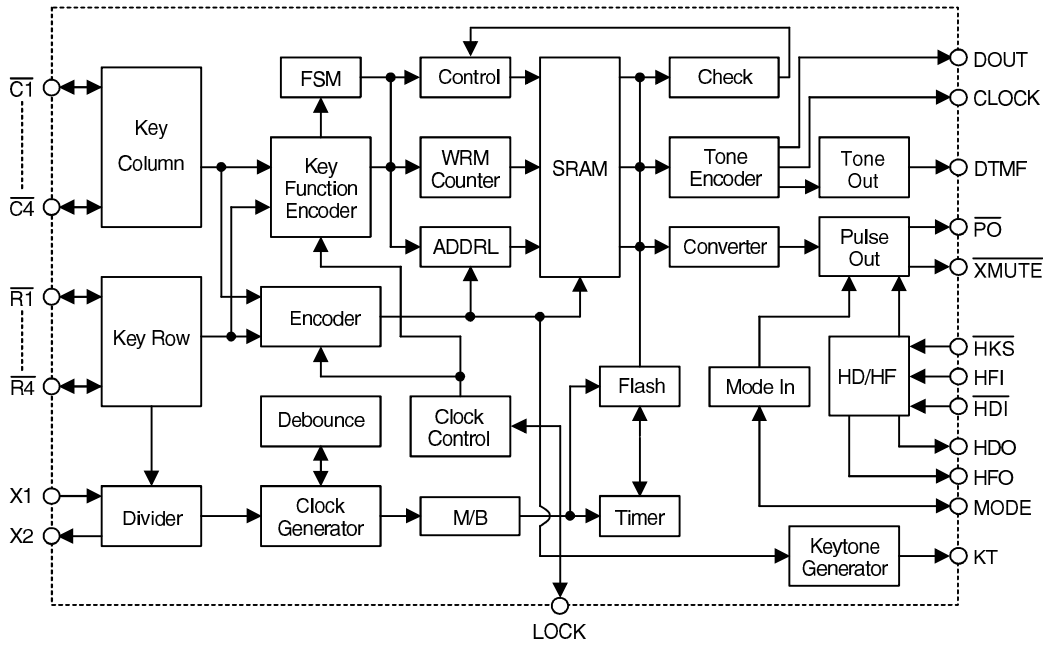 C1
C4
R1
R4
X1
X2
Key
Column
Key Row
Divider
FSM
Key
Function
Encoder
Encoder
Debounce
Clock
Generator
Control
WRM
Counter
ADDRL
Clock
Control
M/B
SRAM
Flash
Timer
Check
Tone
Encoder
Converter
Mode In
Tone
Out
Pulse
Out
HD/HF
Keytone
Generator
DOUT
CLOCK
DTMF
PO
XMUTE
HKS
HFI
HDI
HDO
HFO
MODE
KT
LOCK